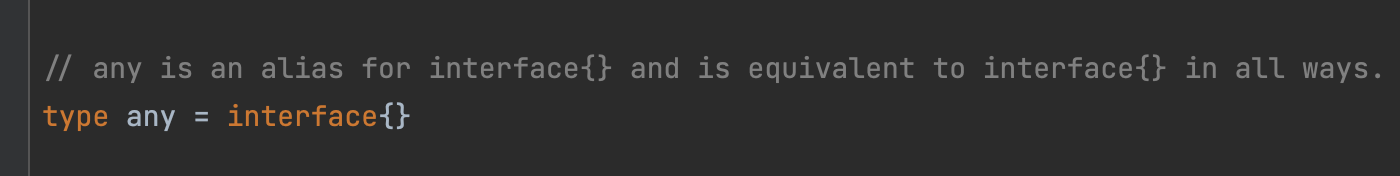 // any is an alias for interface{} and is equivalent to interface{} in all ways.
type any = interface{}